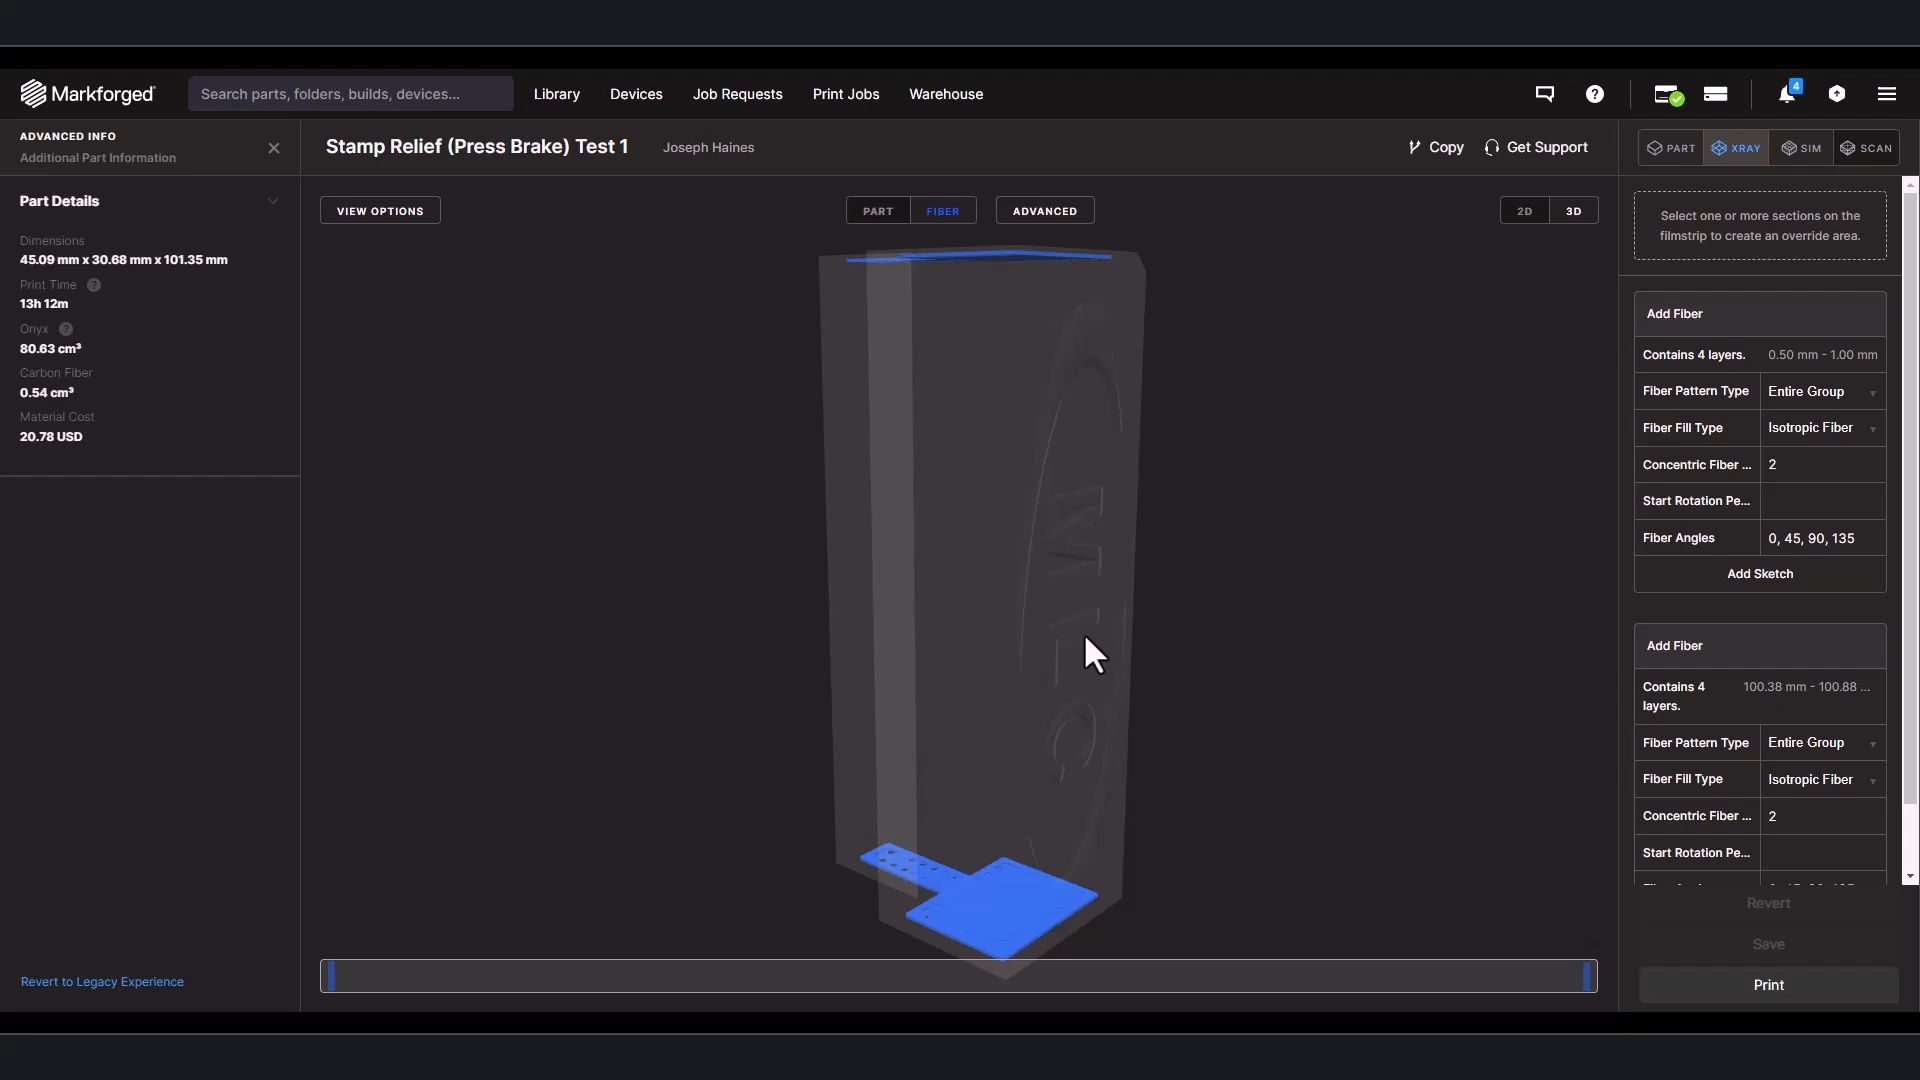 Markforged
Search parts, folders, builds, devices...
Library
Devices
Job Requests
Print Jobs
Warehouse
4
ADVANCED INFO
Additional Part Information
Stamp Relief (Press Brake) Test 1
Joseph Haines
Copy
Get Support
PART
XRAY
SIM
SCAN
Part Details
Dimensions
45.09 mm x 30.68 mm x 101.35 mm
Print Time
13h 12m
Onyx
80.63 cm³
Carbon Fiber
0.54 cm³
Material Cost
20.78 USD
Revert to Legacy Experience
VIEW OPTIONS
PART
FIBER
ADVANCED
2D
3D
Select one or more sections on the
filmstrip to create an override area.
Add Fiber
Contains 4 layers.
0.50 mm - 1.00 mm
Fiber Pattern Type
Entire Group
Fiber Fill Type
Isotropic Fiber
Concentric Fiber ...
2
Start Rotation Pe...
Fiber Angles
0, 45, 90, 135
Add Sketch
Add Fiber
Contains 4
layers.
100.38 mm - 100.88 ...
Fiber Pattern Type
Entire Group
Fiber Fill Type
Isotropic Fiber
Concentric Fiber ...
2
Start Rotation Pe...
Revert
Save
Print